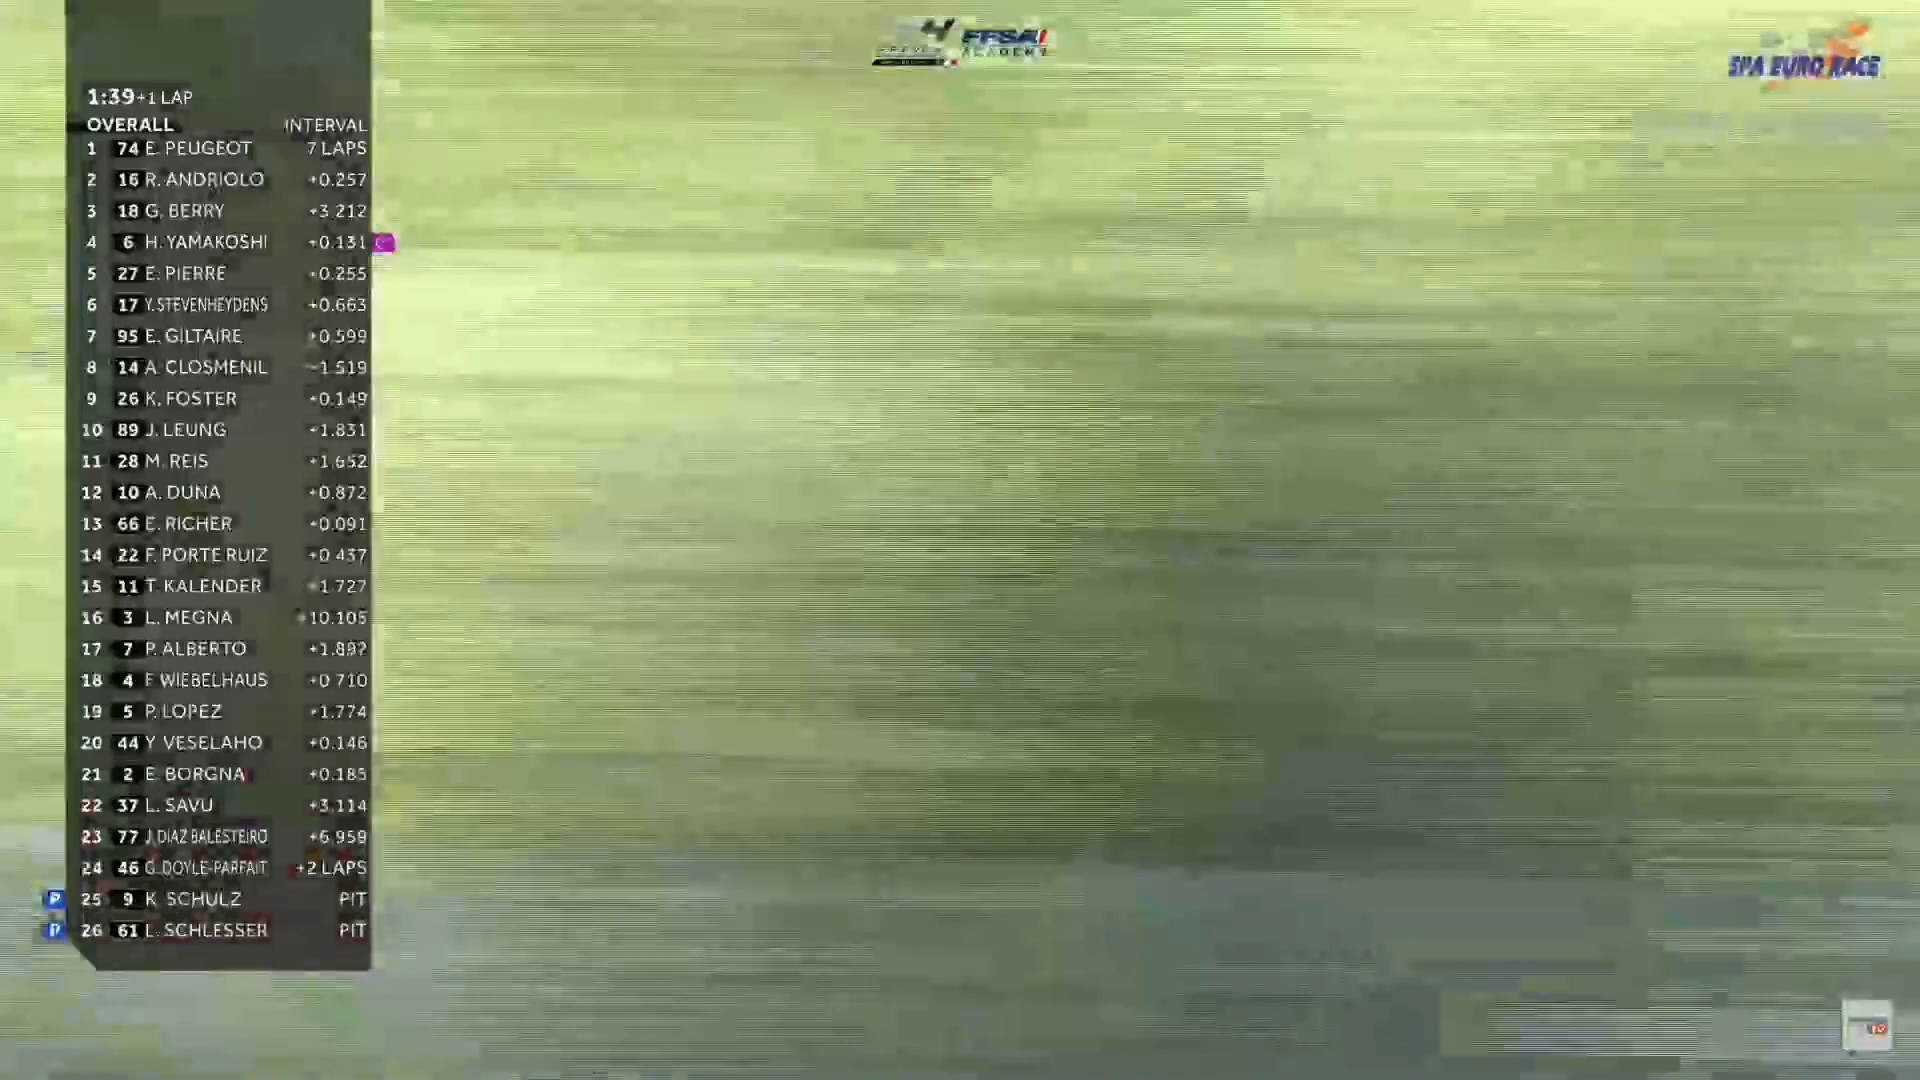 4 FFSA
ACADEMY
SPA EURO RACE
1:39 +1 LAP
OVERALL INTERVAL
1 74 E. PEUGEOT 7 LAPS
2 16 R. ANDRIOLO +0.257
3 18 G. BERRY +3.212
4 6 H. YAMAKOSHI +0.131
5 27 E. PIERRE +0.255
6 17 Y. STEVENHEYDENS +0.663
7 95 E. GILTAIRE +0.599
8 14 A. CLOSMENIL +1.519
9 26 K. FOSTER +0.149
10 89 J. LEUNG +1.831
11 28 M. REIS +1.652
12 10 A. DUNA +0.872
13 66 E. RICHER +0.091
14 22 F. PORTE RUIZ +0.437
15 11 T. KALENDER +1.727
16 3 L. MEGNA +10.105
17 7 P. ALBERTO +1.897
18 4 F. WIEBELHAUS +0.710
19 5 P. LOPEZ +1.774
20 44 Y. VESELAHO +0.146
21 2 E. BORGNA +0.185
22 37 L. SAVU +3.114
23 77 J. DIAZ BALESTEIRO +6.959
24 46 G. DOYLE-PARFAIT +2 LAPS
P 25 9 K. SCHULZ PIT
P 26 61 L. SCHLESSER PIT